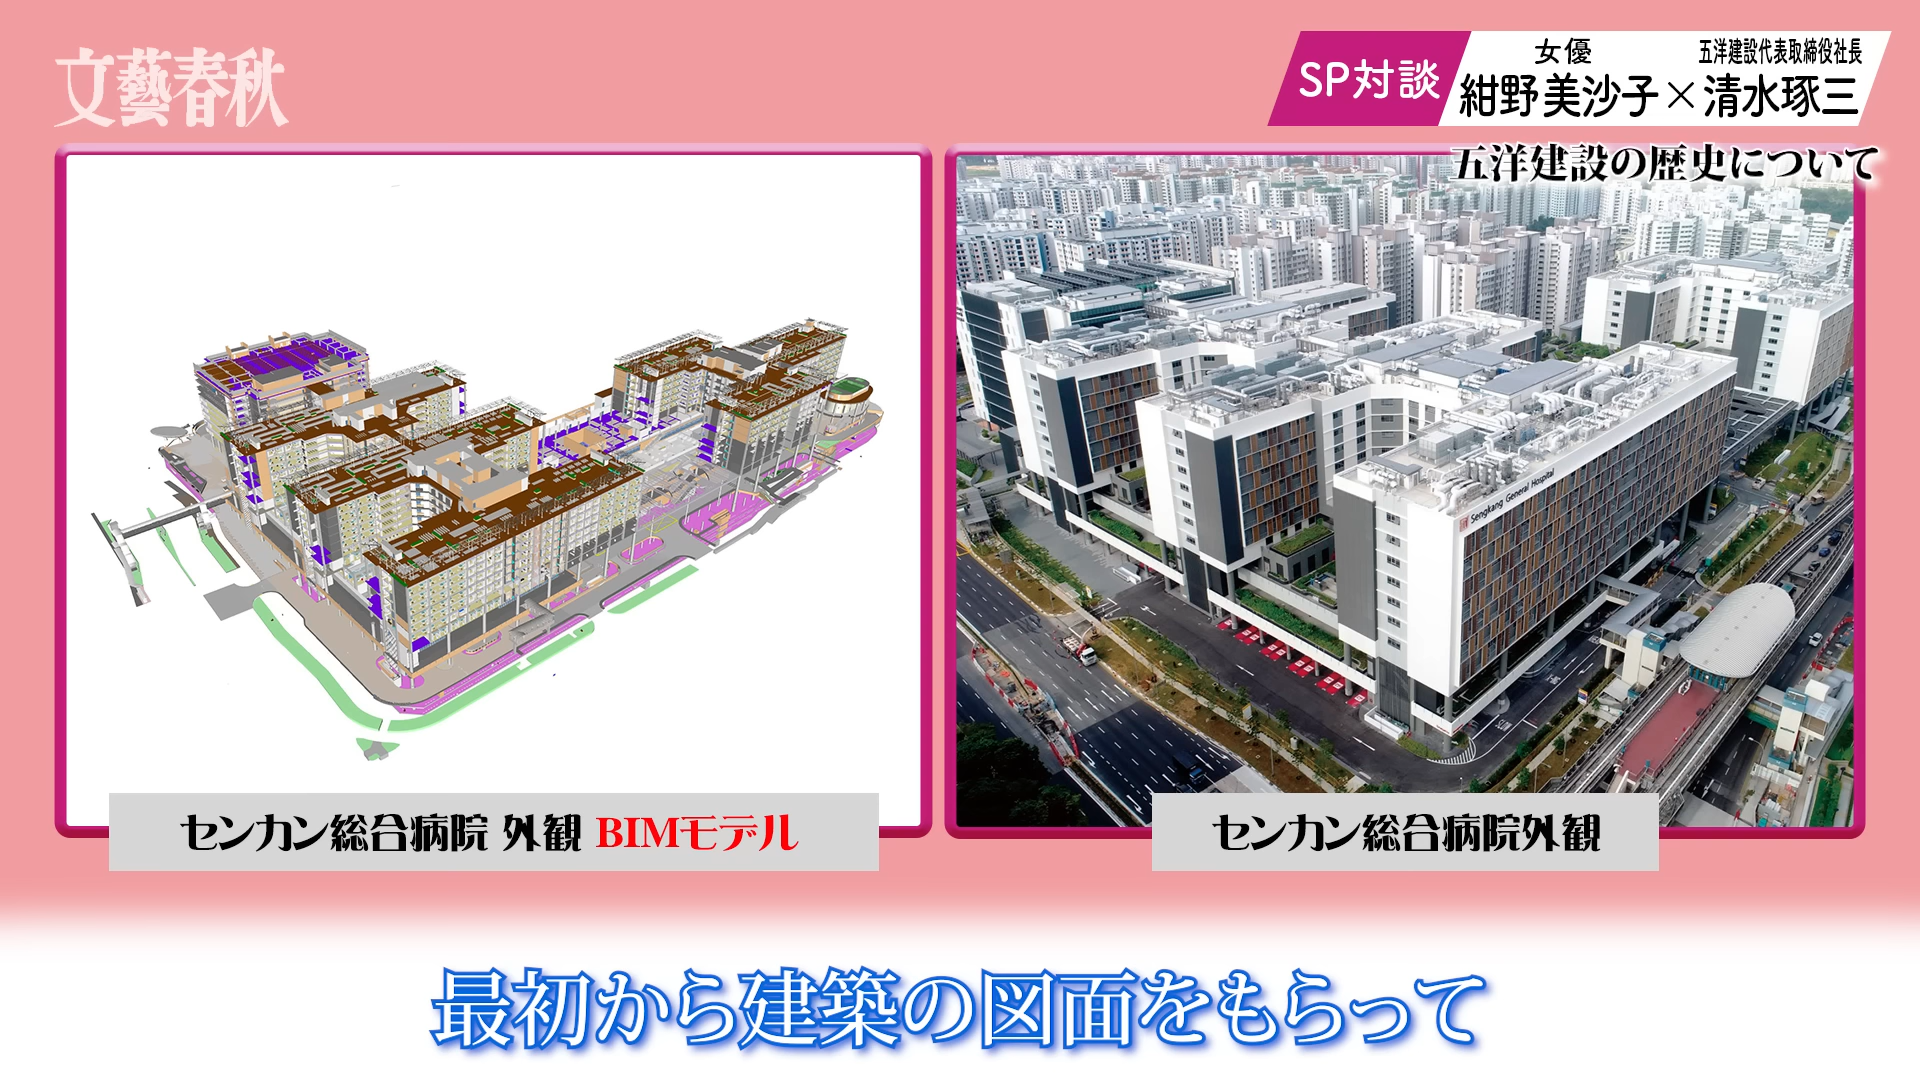 文藝春秋
SP対談
女優
紺野美沙子×清水琢三
五洋建設代表取締役社長
五洋建設の歴史について
Sengkang General Hospital
センカン総合病院 外観 BIMモデル
センカン総合病院外観
最初から建築の図面をもらって